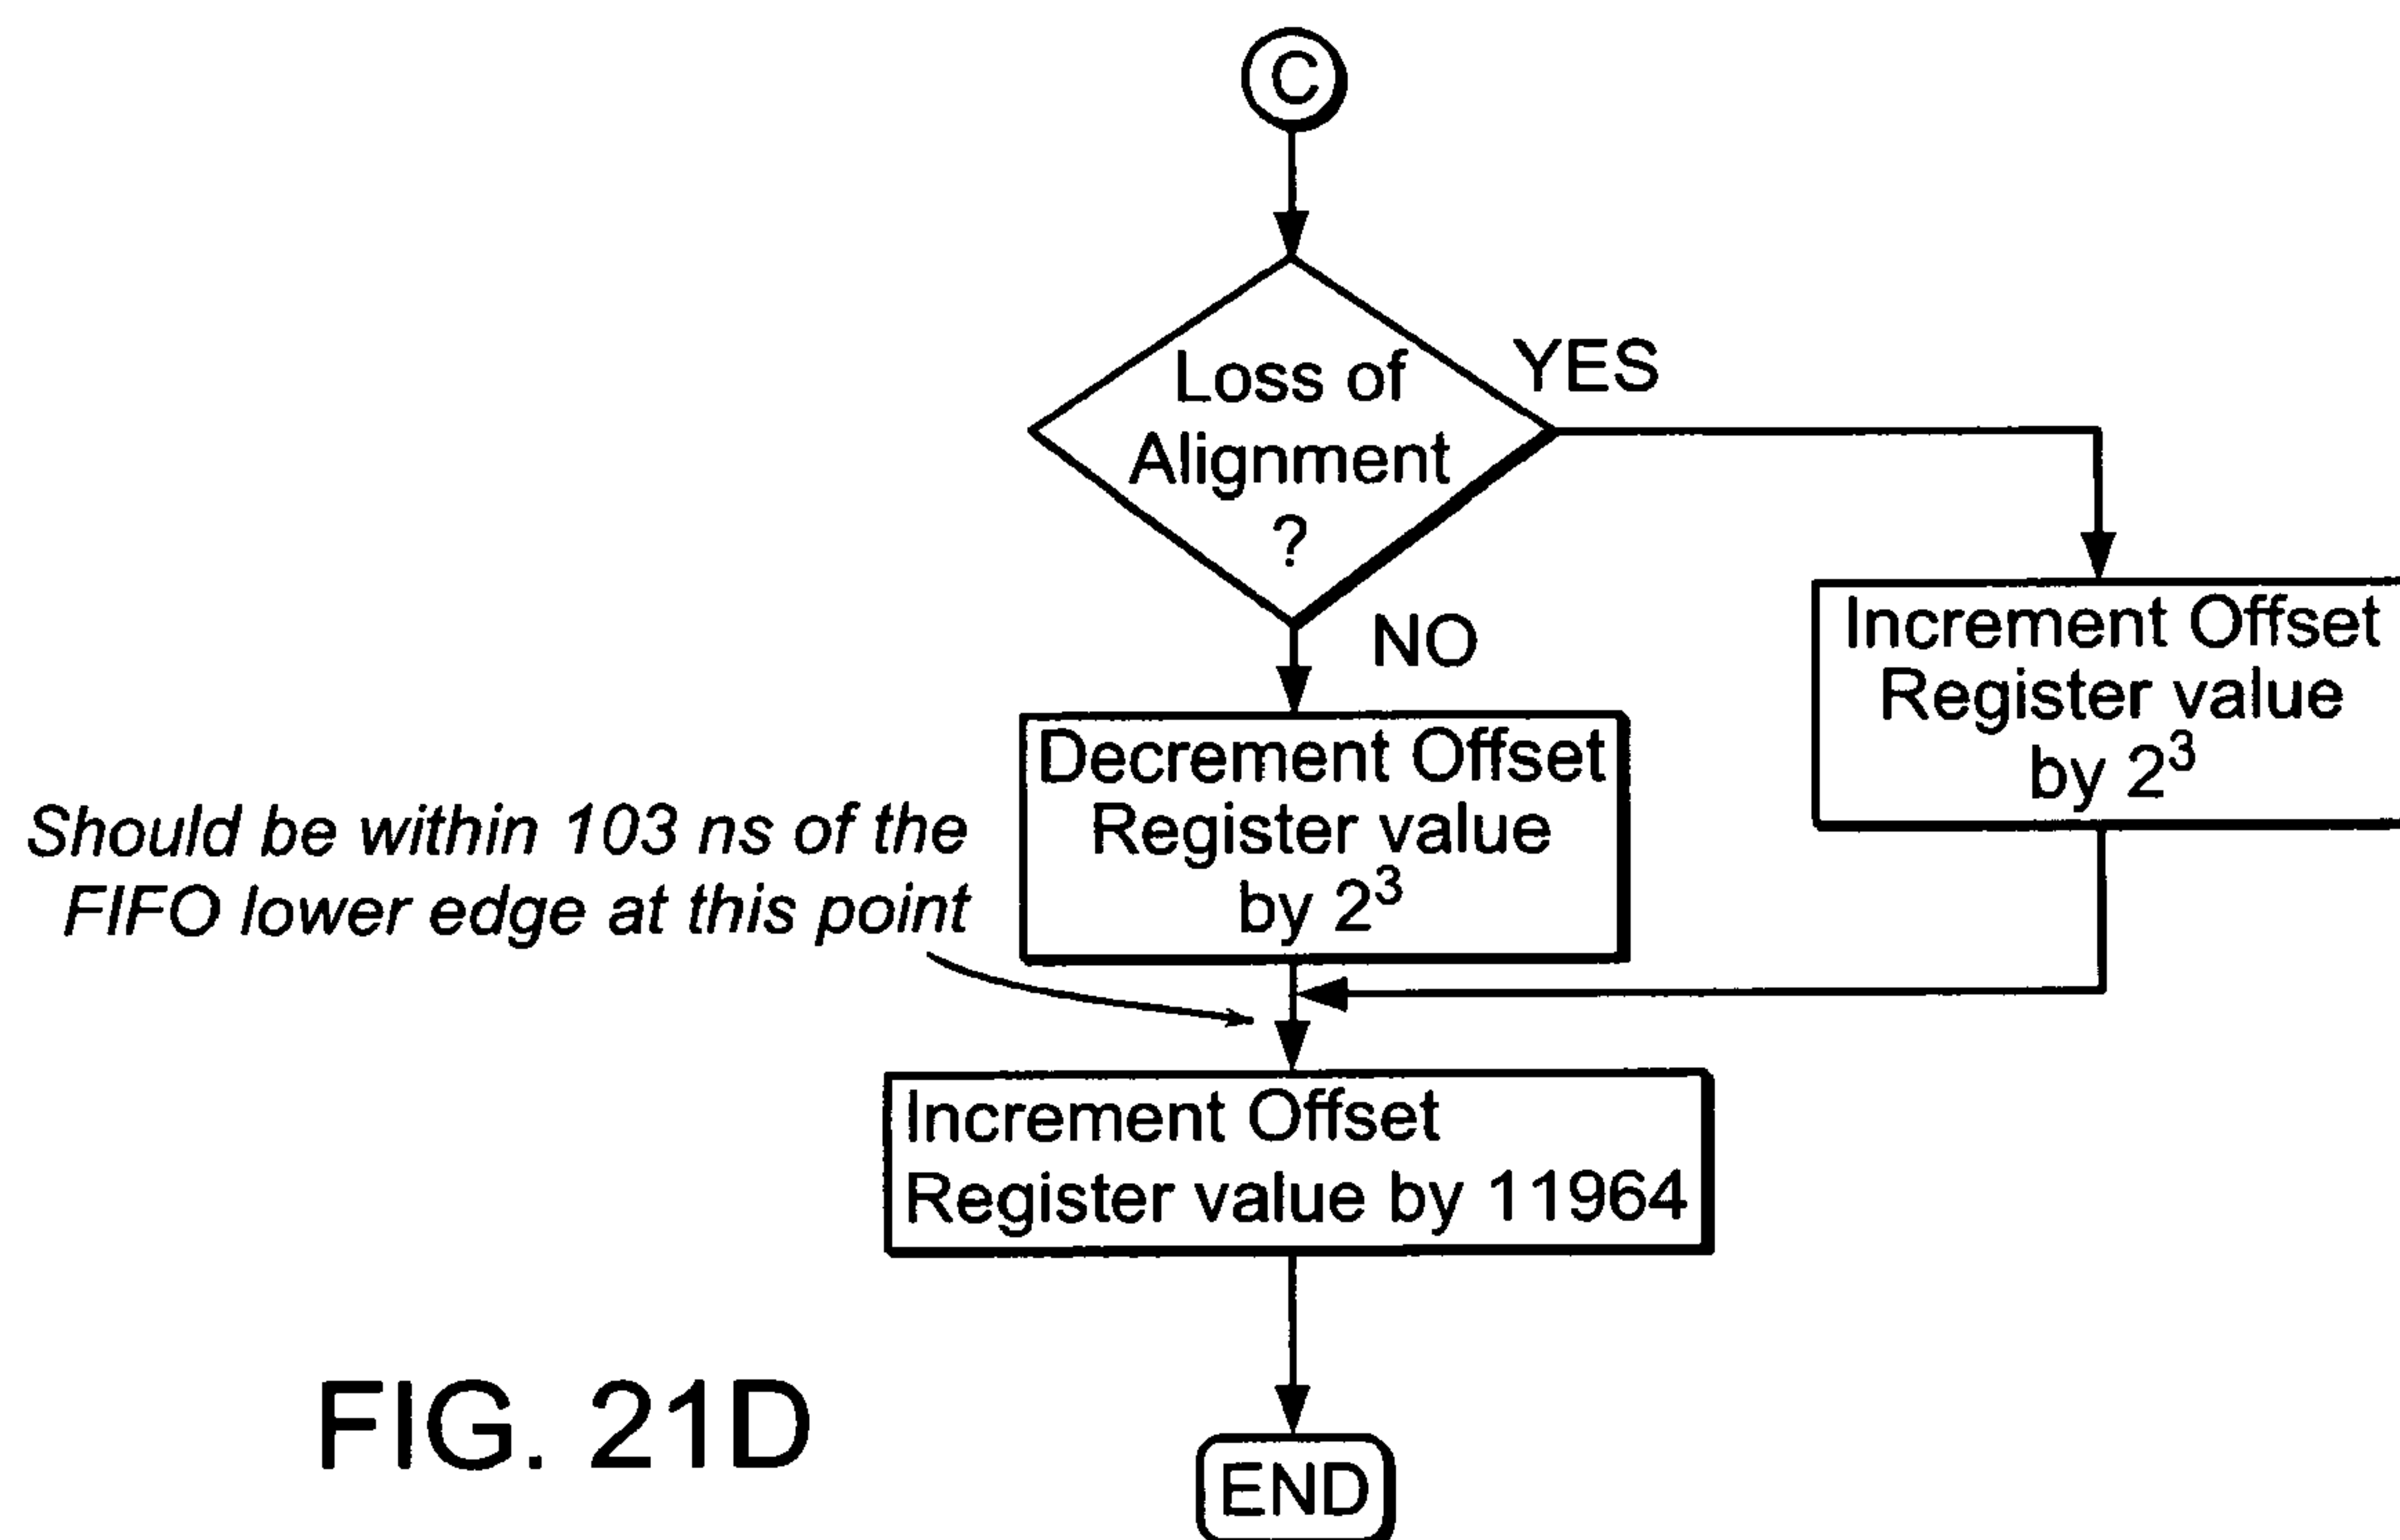 C
Loss of
Alignment
?
YES
NO
Increment Offset
Register value
by 2³
Decrement Offset
Register value
by 2³
Should be within 103 ns of the
FIFO lower edge at this point
Increment Offset
Register value by 11964
END
FIG. 21D